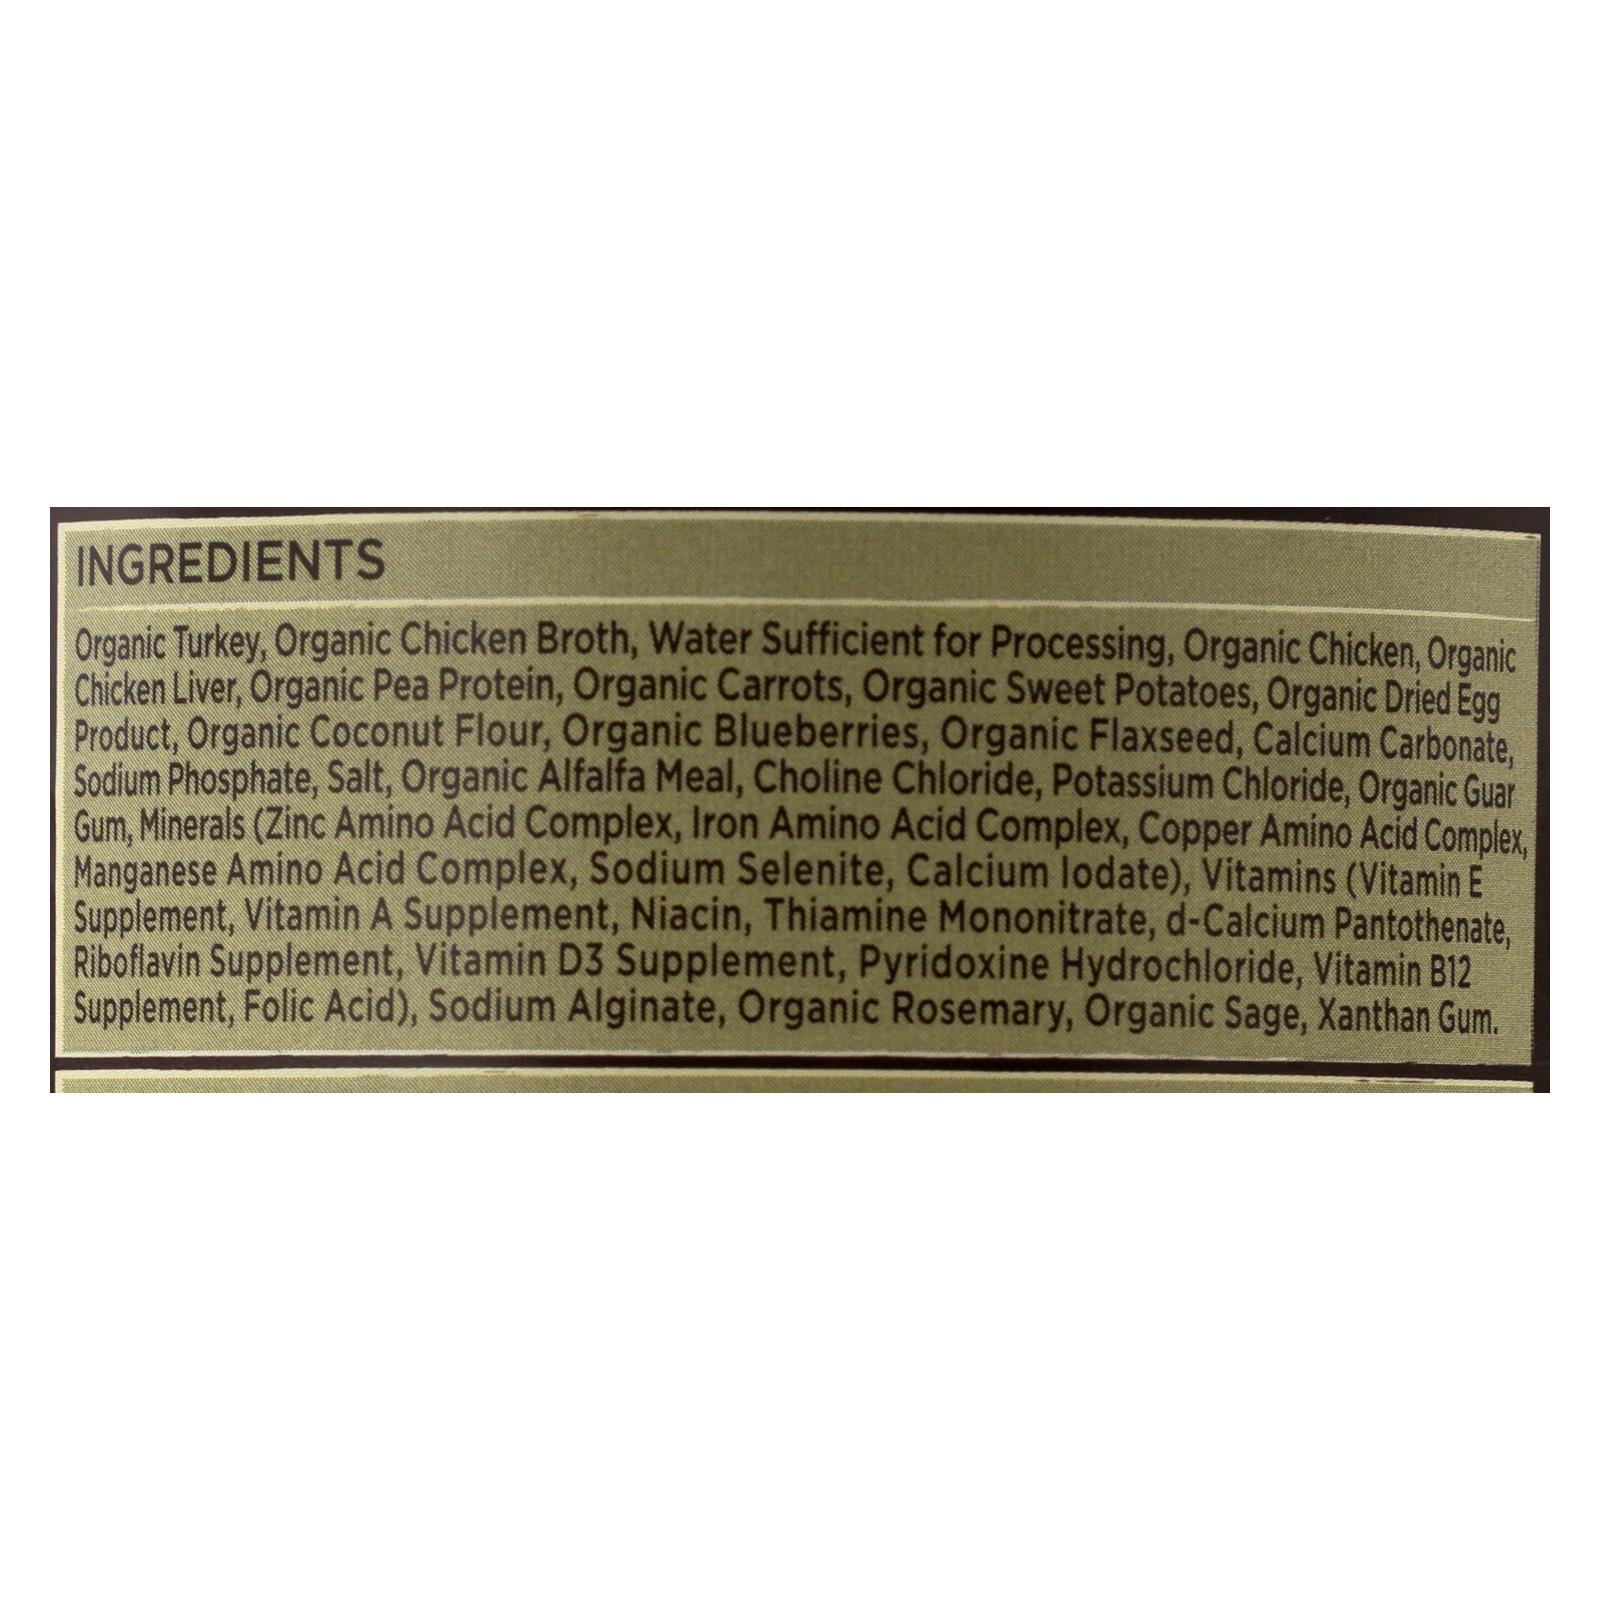 INGREDIENTS
Organic Turkey, Organic Chicken Broth, Water Sufficient for Processing, Organic Chicken, Organic
Chicken Liver, Organic Pea Protein, Organic Carrots, Organic Sweet Potatoes, Organic Dried Egg
Product, Organic Coconut Flour, Organic Blueberries, Organic Flaxseed, Calcium Carbonate,
Sodium Phosphate, Salt, Organic Alfalfa Meal, Choline Chloride, Potassium Chloride, Organic Guar
Gum, Minerals (Zinc Amino Acid Complex, Iron Amino Acid Complex, Copper Amino Acid Complex,
Manganese Amino Acid Complex, Sodium Selenite, Calcium Iodate), Vitamins (Vitamin E
Supplement, Vitamin A Supplement, Niacin, Thiamine Mononitrate, d-Calcium Pantothenate,
Riboflavin Supplement, Vitamin D3 Supplement, Pyridoxine Hydrochloride, Vitamin B12
Supplement, Folic Acid), Sodium Alginate, Organic Rosemary, Organic Sage, Xanthan Gum.